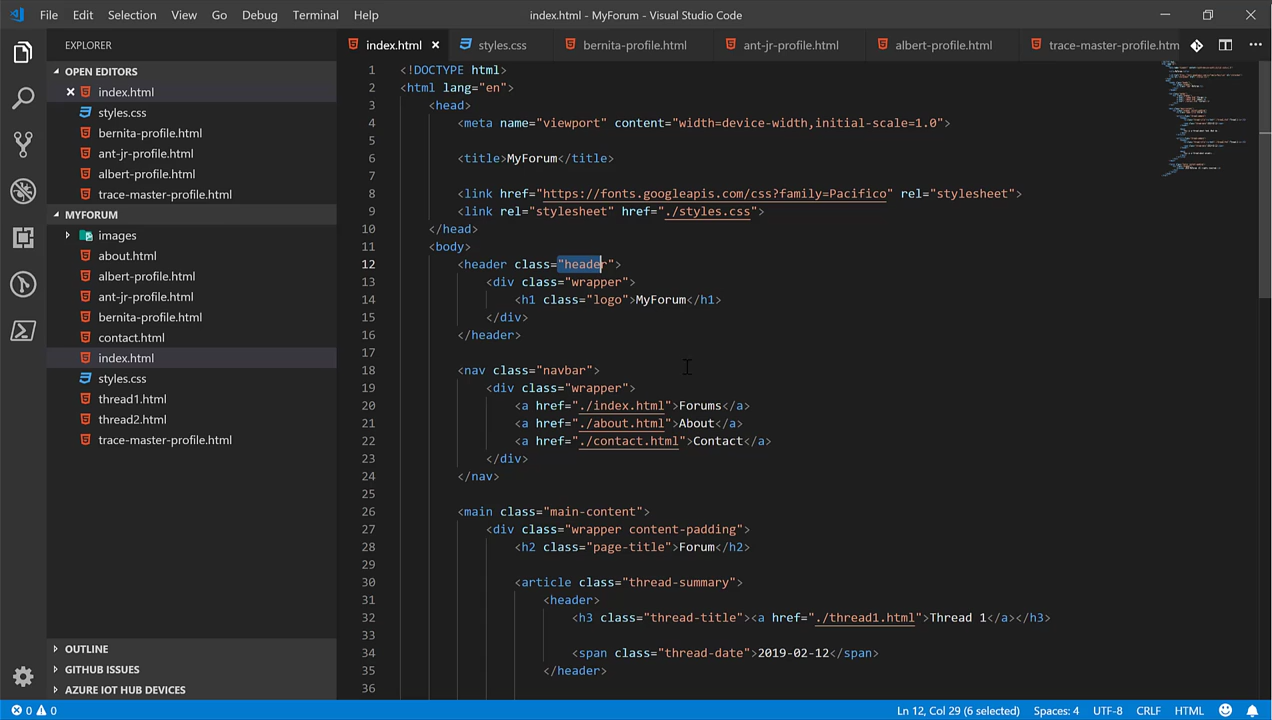 File Edit Selection View Go Debug Terminal Help
index.html - MyForum - Visual Studio Code
EXPLORER
OPEN EDITORS
index.html
styles.css
bernita-profile.html
ant-jr-profile.html
albert-profile.html
trace-master-profile.html
MYFORUM
images
about.html
albert-profile.html
ant-jr-profile.html
bernita-profile.html
contact.html
index.html
styles.css
thread1.html
thread2.html
trace-master-profile.html
OUTLINE
GITHUB ISSUES
AZURE IOT HUB DEVICES
index.html styles.css bernita-profile.html ant-jr-profile.html albert-profile.html trace-master-profile.htm
1 <!DOCTYPE html>
2 <html lang="en">
3 <head>
4 <meta name="viewport" content="width=device-width,initial-scale=1.0">
5
6 <title>MyForum</title>
7
8 <link href="https://fonts.googleapis.com/css?family=Pacifico" rel="stylesheet">
9 <link rel="stylesheet" href="./styles.css">
10 </head>
11 <body>
12 <header class="header">
13 <div class="wrapper">
14 <h1 class="logo">MyForum</h1>
15 </div>
16 </header>
17
18 <nav class="navbar">
19 <div class="wrapper">
20 <a href="./index.html">Forums</a>
21 <a href="./about.html">About</a>
22 <a href="./contact.html">Contact</a>
23 </div>
24 </nav>
25
26 <main class="main-content">
27 <div class="wrapper content-padding">
28 <h2 class="page-title">Forum</h2>
29
30 <article class="thread-summary">
31 <header>
32 <h3 class="thread-title"><a href="./thread1.html">Thread 1</a></h3>
33
34 <span class="thread-date">2019-02-12</span>
35 </header>
36
0 0 Ln 12, Col 29 (6 selected) Spaces: 4 UTF-8 CRLF HTML